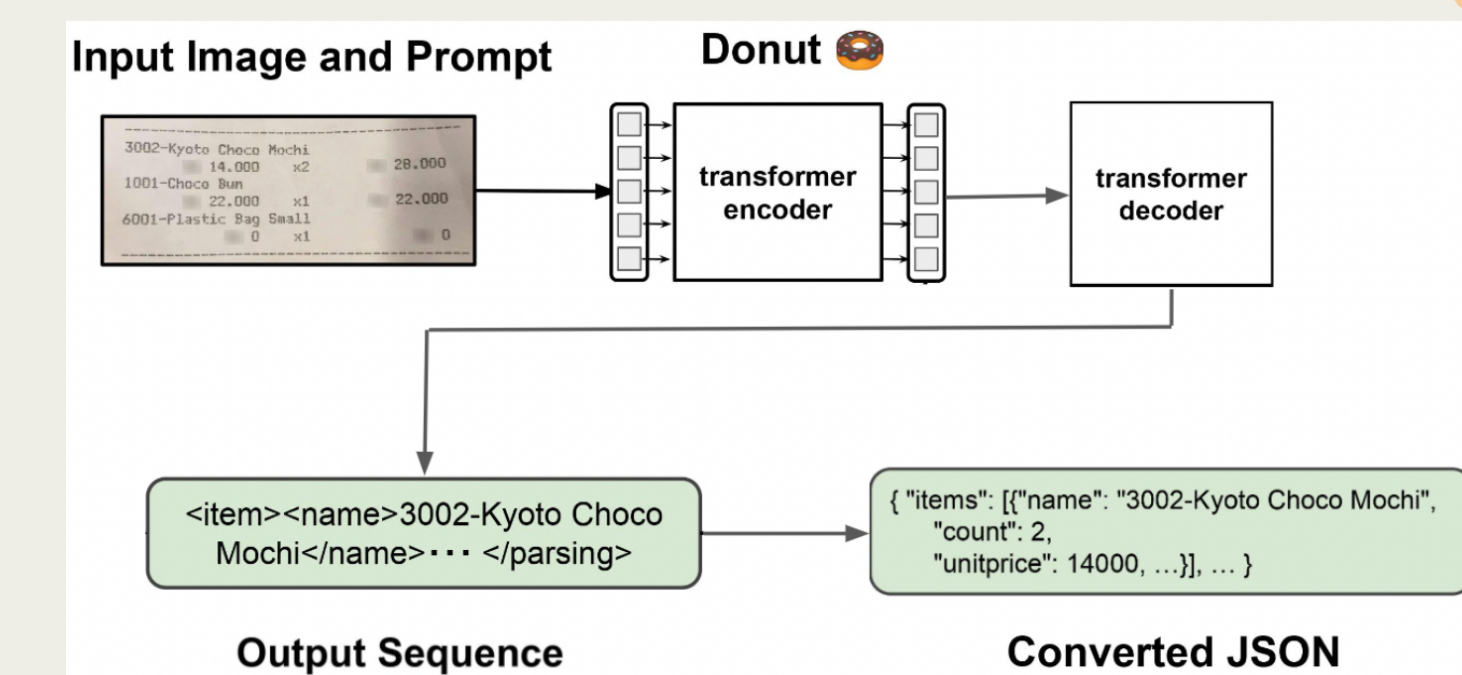 Input Image and Prompt
Donut 🍩
3002-Kyoto Choco Mochi
14.000 x2 28.000
1001-Choco Bun
22.000 x1 22.000
6001-Plastic Bag Small
0 x1 0
transformer
encoder
transformer
decoder
<item><name>3002-Kyoto Choco
Mochi</name>··· </parsing>
{ "items": [{"name": "3002-Kyoto Choco Mochi",
"count": 2,
"unitprice": 14000, …}], … }
Output Sequence
Converted JSON